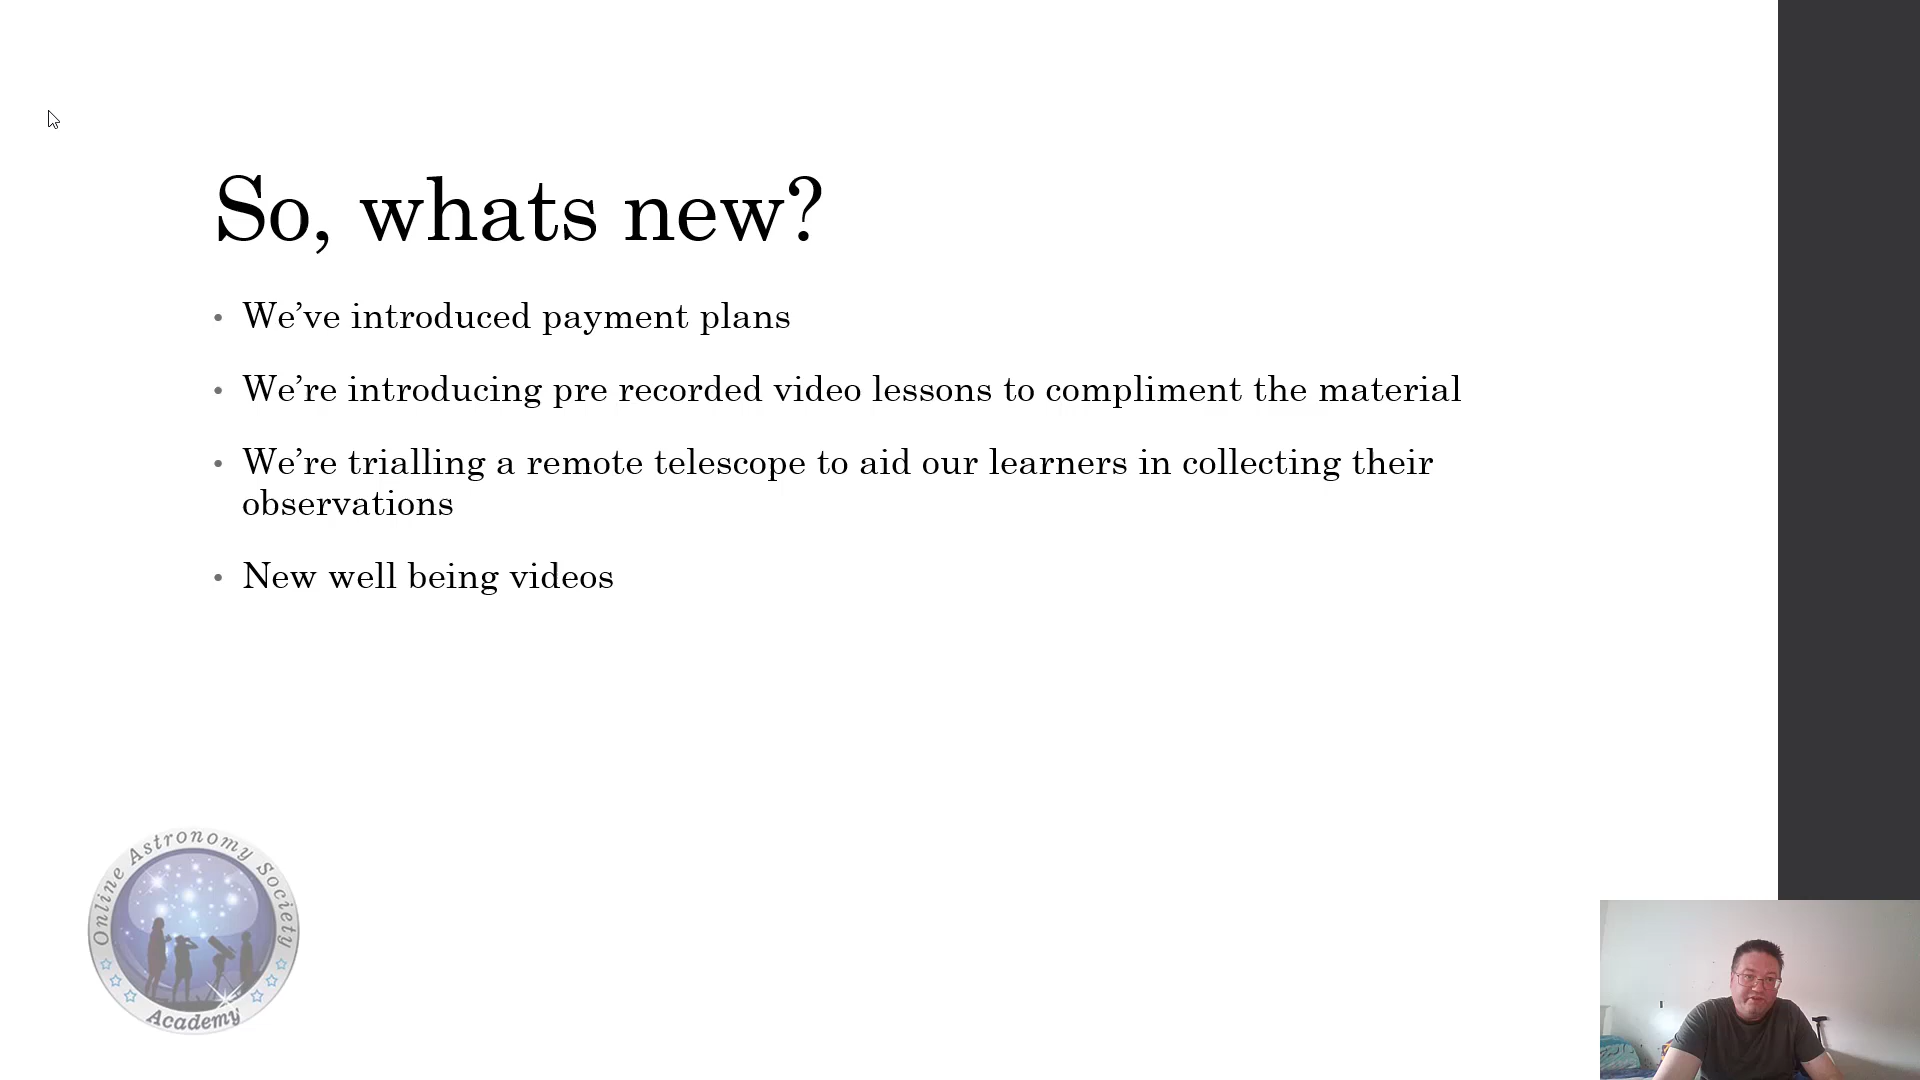 So, whats new?
• We’ve introduced payment plans
• We’re introducing pre recorded video lessons to compliment the material
• We’re trialling a remote telescope to aid our learners in collecting their
observations
• New well being videos
Online Astronomy Society
Academy